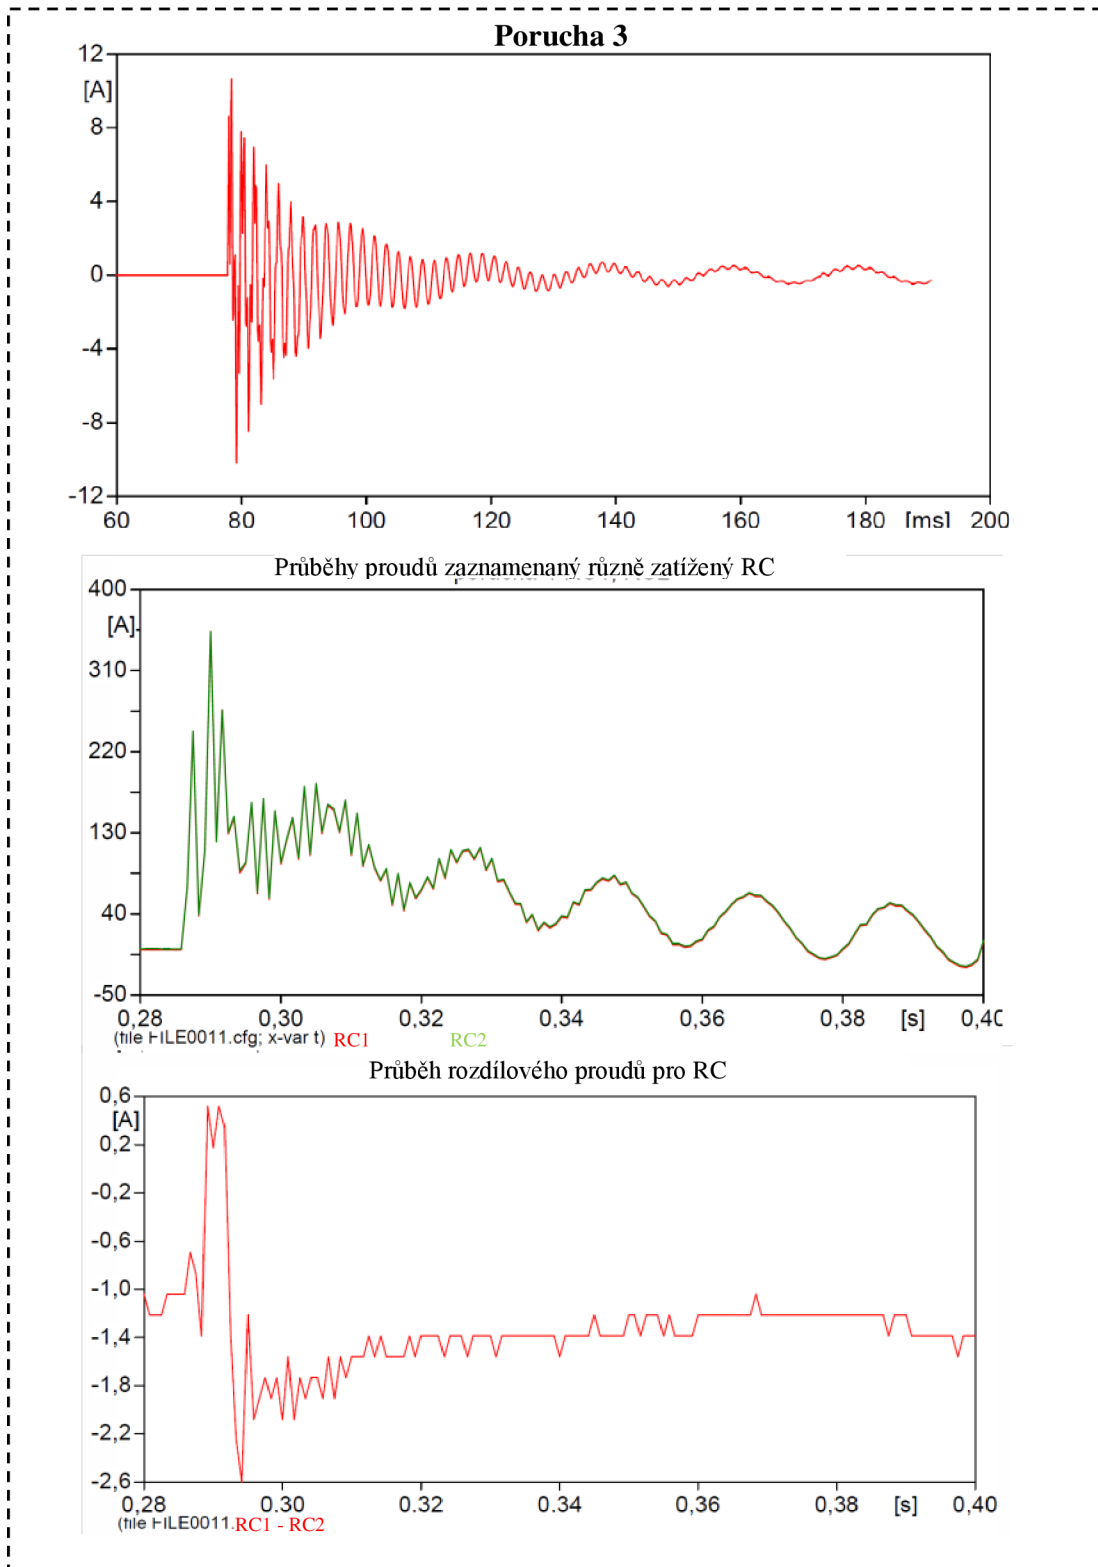 Porucha 3
12
[A]
8
4
0
-4
-8
-12
60 80 100 120 140 160 180 [ms] 200
Průběhy proudů zaznamenaný různě zatížený RC
400
[A]
310
220
130
40
-50
0,28 0,30 0,32 0,34 0,36 0,38 [s] 0,40
(file FILE0011.cfg; x-var t) RC1 RC2
Průběh rozdílového proudů pro RC
0,6
[A]
0,2
-0,2
-0,6
-1,0
-1,4
-1,8
-2,2
-2,6
0,28 0.30 0.32 0.34 0,36 0,38 [s] 0,40
(file FILE0011. RC1 - RC2